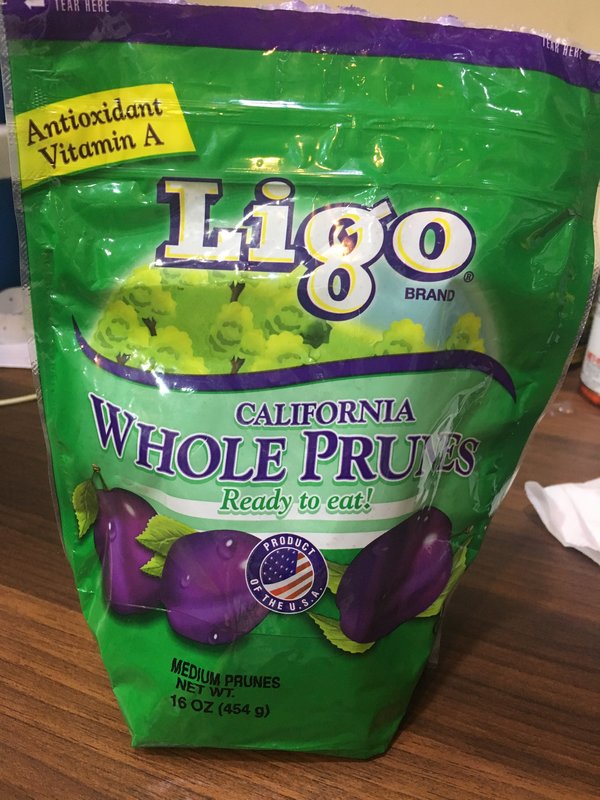 TEAR HERE
TEAR HERE
Antioxidant
Vitamin A
Ligo®
BRAND
CALIFORNIA
WHOLE PRUNES
Ready to eat!
PRODUCT
OF THE U.S.A.
MEDIUM PRUNES
NET WT.
16 OZ (454 g)